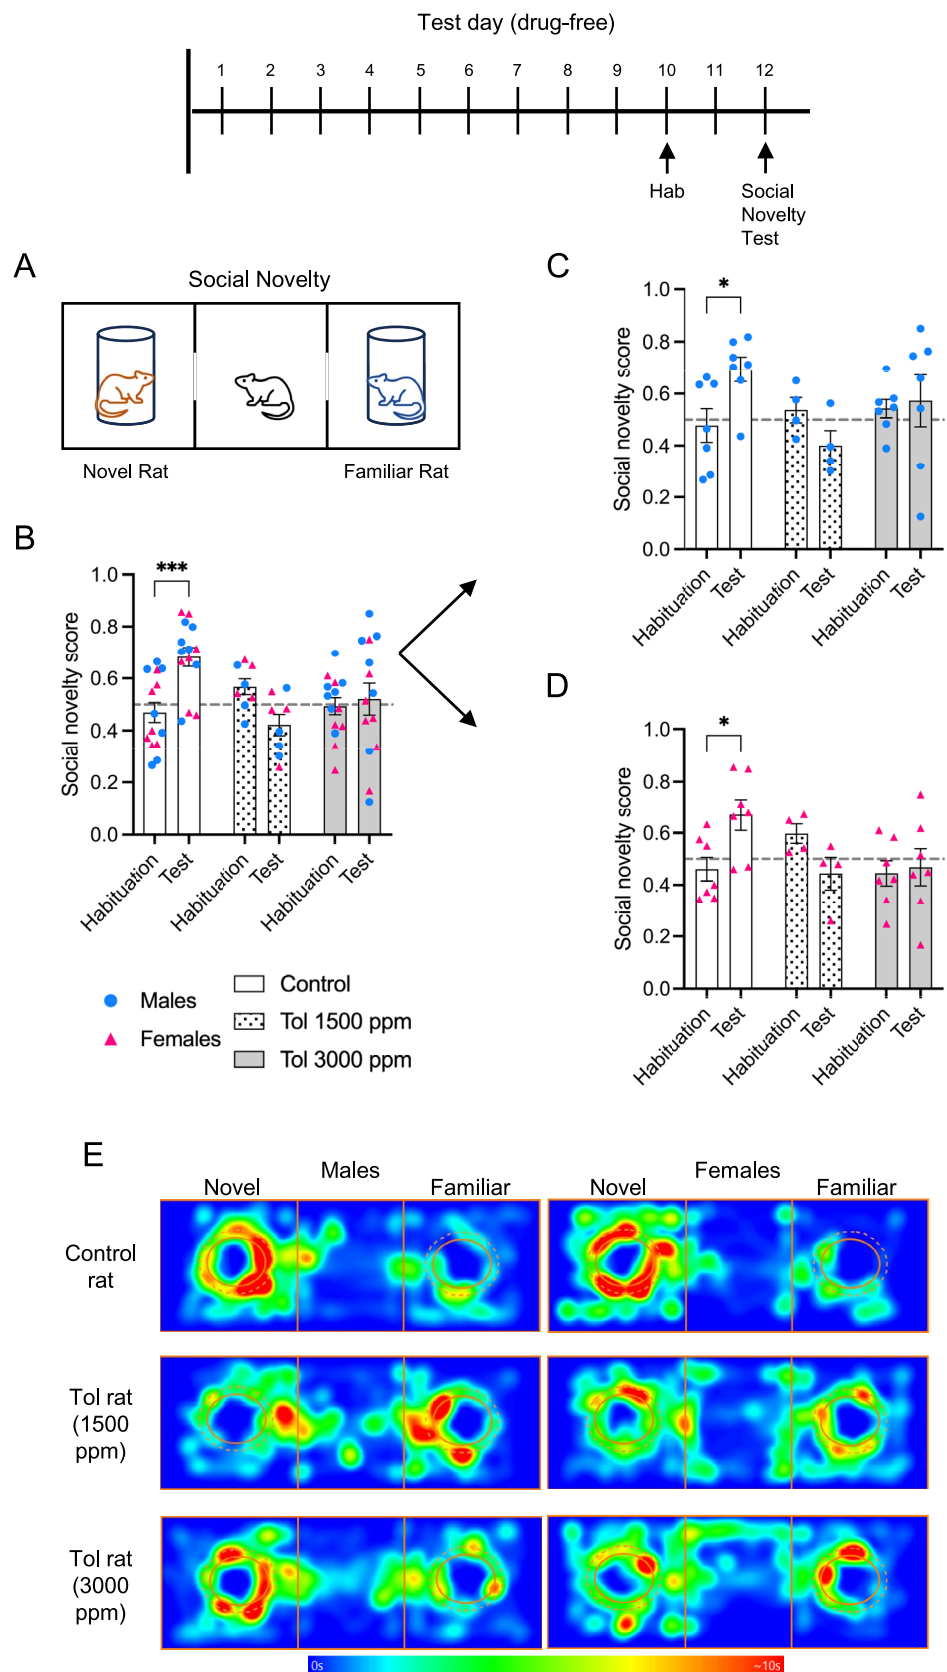 Test day (drug-free)
1 2 3 4 5 6 7 8 9 10 11 12
Hab
Social
Novelty
Test
A
Social Novelty
Novel Rat
Familiar Rat
B
Social novelty score
1.0
0.8
0.6
0.4
0.2
0.0
***
Habituation
Test
Habituation
Test
Habituation
Test
Males
Females
Control
Tol 1500 ppm
Tol 3000 ppm
C
Social novelty score
1.0
0.8
0.6
0.4
0.2
0.0
*
Habituation
Test
Habituation
Test
Habituation
Test
D
Social novelty score
1.0
0.8
0.6
0.4
0.2
0.0
*
Habituation
Test
Habituation
Test
Habituation
Test
E
Males
Females
Novel
Familiar
Novel
Familiar
Control
rat
Tol rat
(1500
ppm)
Tol rat
(3000
ppm)
0s
~10s